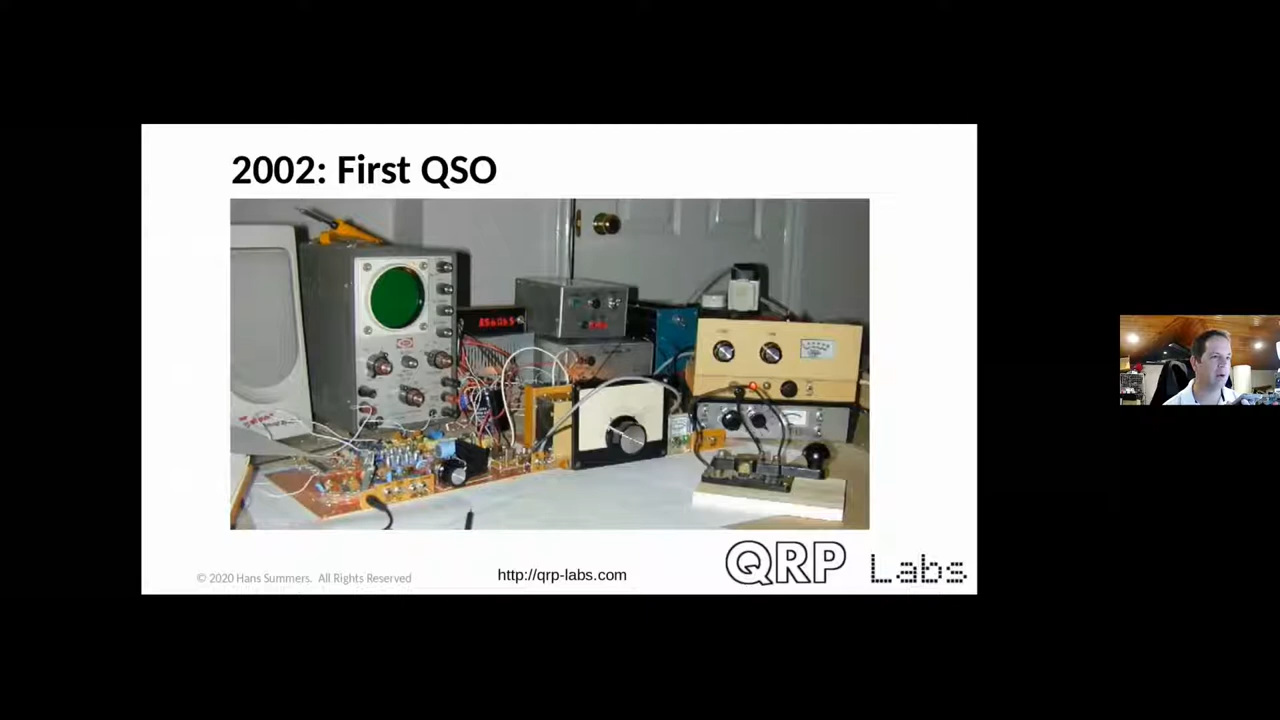 2002: First QSO
© 2020 Hans Summers. All Rights Reserved
http://qrp-labs.com
QRP Labs